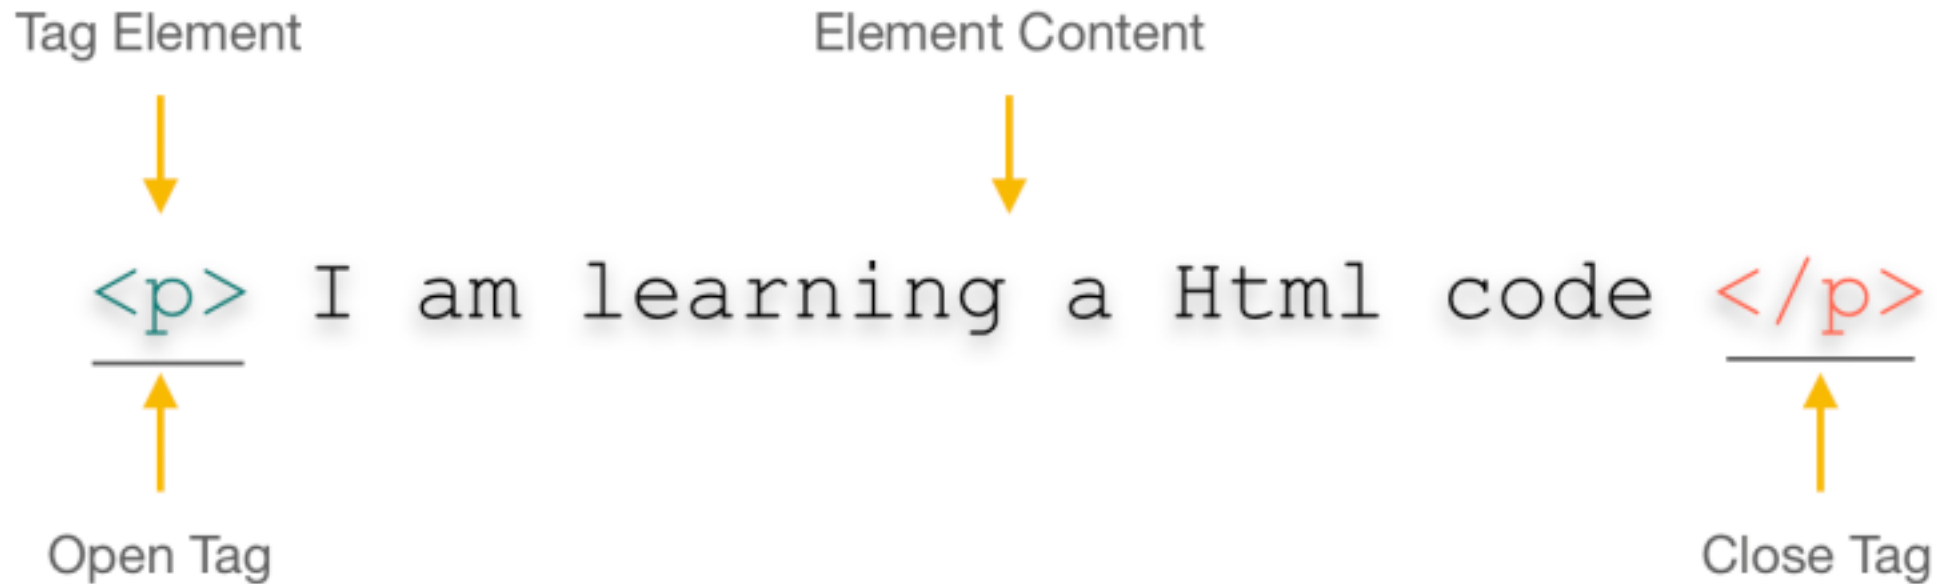 Tag Element
Element Content
<p> I am learning a Html code </p>
Open Tag
Close Tag